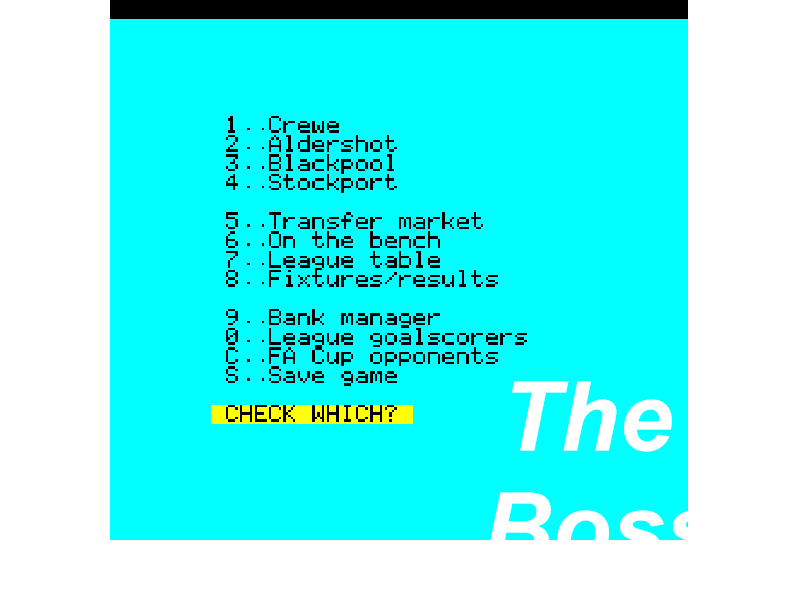 1..Crewe
2..Aldershot
3..Blackpool
4..Stockport
5..Transfer market
6..On the bench
7..League table
8..Fixtures/results
9..Bank manager
0..League goalscorers
C..FA Cup opponents
S..Save game
CHECK WHICH?
The
Boss